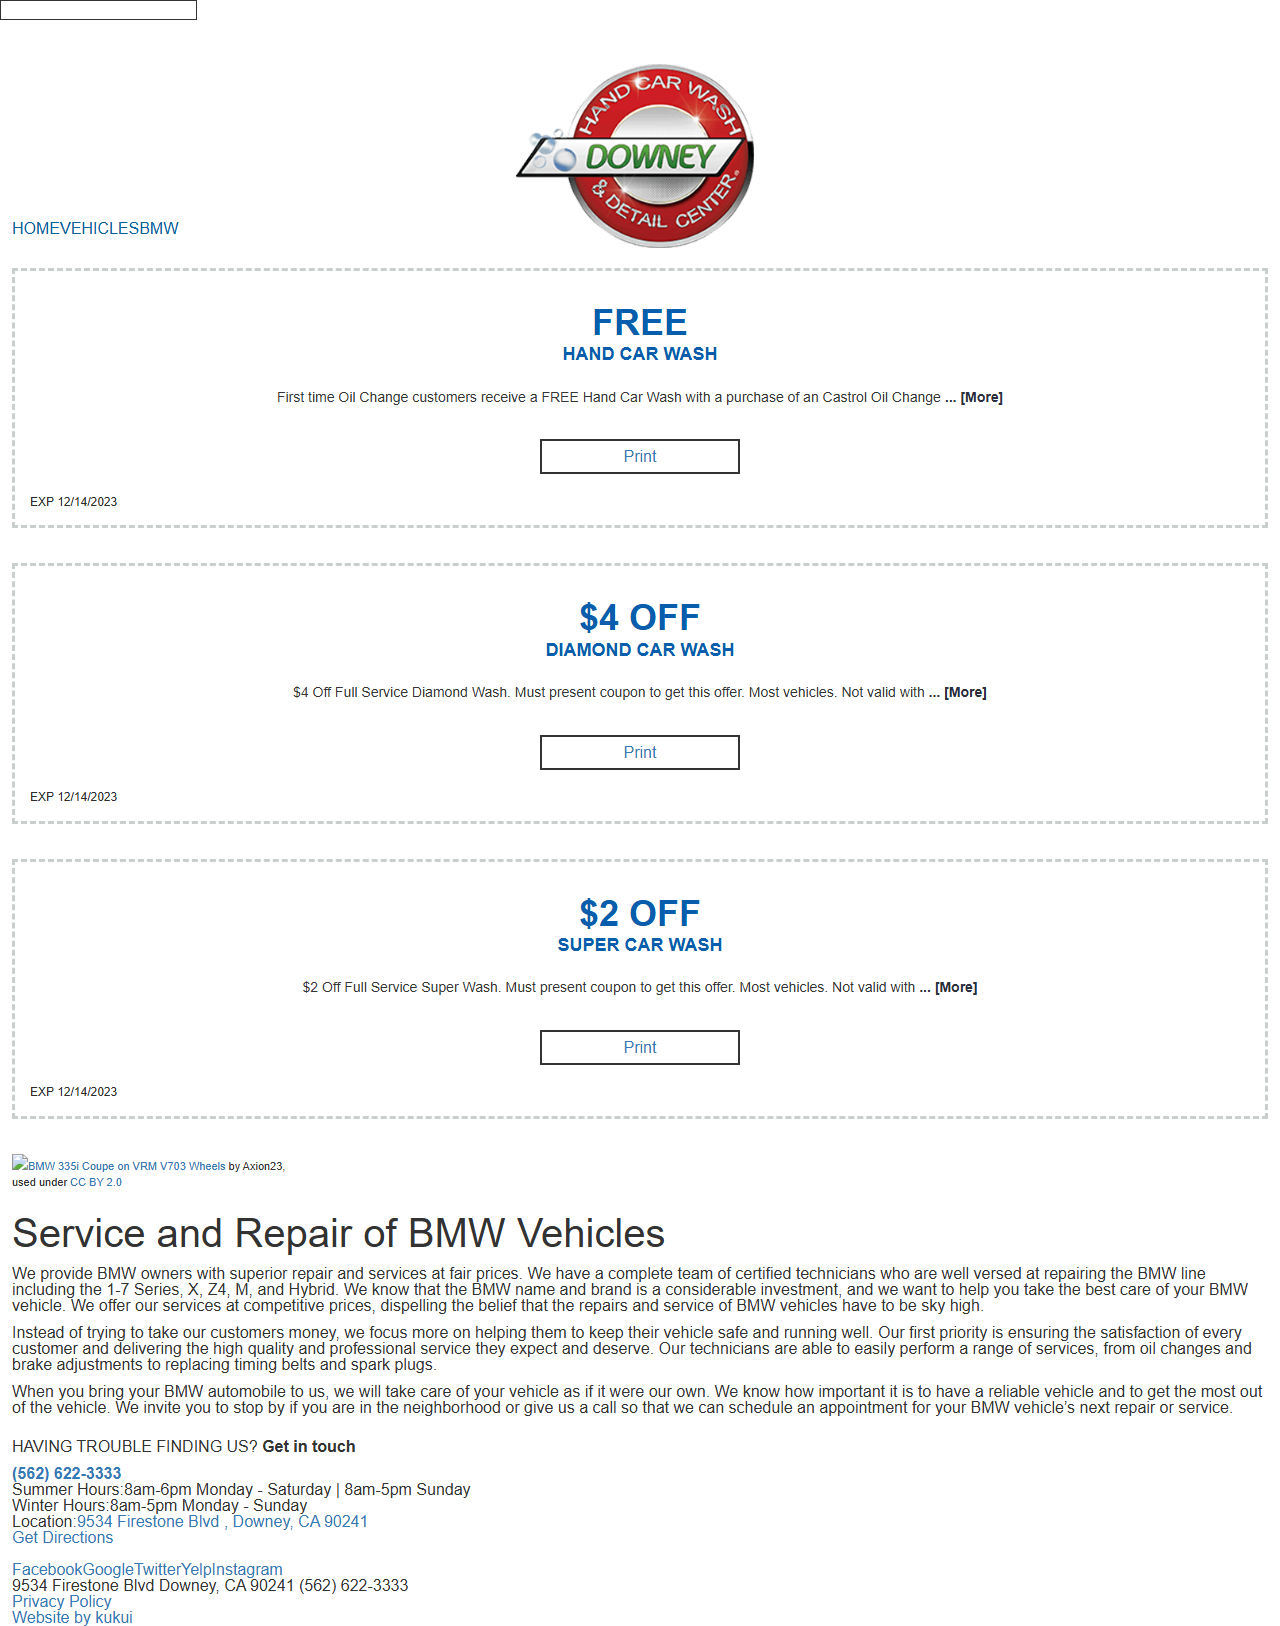 HAND CAR WASH
DOWNEY
& DETAIL CENTER®
HOMEVEHICLESBMW
FREE
HAND CAR WASH
First time Oil Change customers receive a FREE Hand Car Wash with a purchase of an Castrol Oil Change ... [More]
Print
EXP 12/14/2023
$4 OFF
DIAMOND CAR WASH
$4 Off Full Service Diamond Wash. Must present coupon to get this offer. Most vehicles. Not valid with ... [More]
Print
EXP 12/14/2023
$2 OFF
SUPER CAR WASH
$2 Off Full Service Super Wash. Must present coupon to get this offer. Most vehicles. Not valid with ... [More]
Print
EXP 12/14/2023
BMW 335i Coupe on VRM V703 Wheels by Axion23,
used under CC BY 2.0
Service and Repair of BMW Vehicles
We provide BMW owners with superior repair and services at fair prices. We have a complete team of certified technicians who are well versed at repairing the BMW line
including the 1-7 Series, X, Z4, M, and Hybrid. We know that the BMW name and brand is a considerable investment, and we want to help you take the best care of your BMW
vehicle. We offer our services at competitive prices, dispelling the belief that the repairs and service of BMW vehicles have to be sky high.
Instead of trying to take our customers money, we focus more on helping them to keep their vehicle safe and running well. Our first priority is ensuring the satisfaction of every
customer and delivering the high quality and professional service they expect and deserve. Our technicians are able to easily perform a range of services, from oil changes and
brake adjustments to replacing timing belts and spark plugs.
When you bring your BMW automobile to us, we will take care of your vehicle as if it were our own. We know how important it is to have a reliable vehicle and to get the most out
of the vehicle. We invite you to stop by if you are in the neighborhood or give us a call so that we can schedule an appointment for your BMW vehicle’s next repair or service.
HAVING TROUBLE FINDING US? Get in touch
(562) 622-3333
Summer Hours:8am-6pm Monday - Saturday | 8am-5pm Sunday
Winter Hours:8am-5pm Monday - Sunday
Location:9534 Firestone Blvd , Downey, CA 90241
Get Directions
FacebookGoogleTwitterYelpInstagram
9534 Firestone Blvd Downey, CA 90241 (562) 622-3333
Privacy Policy
Website by kukui